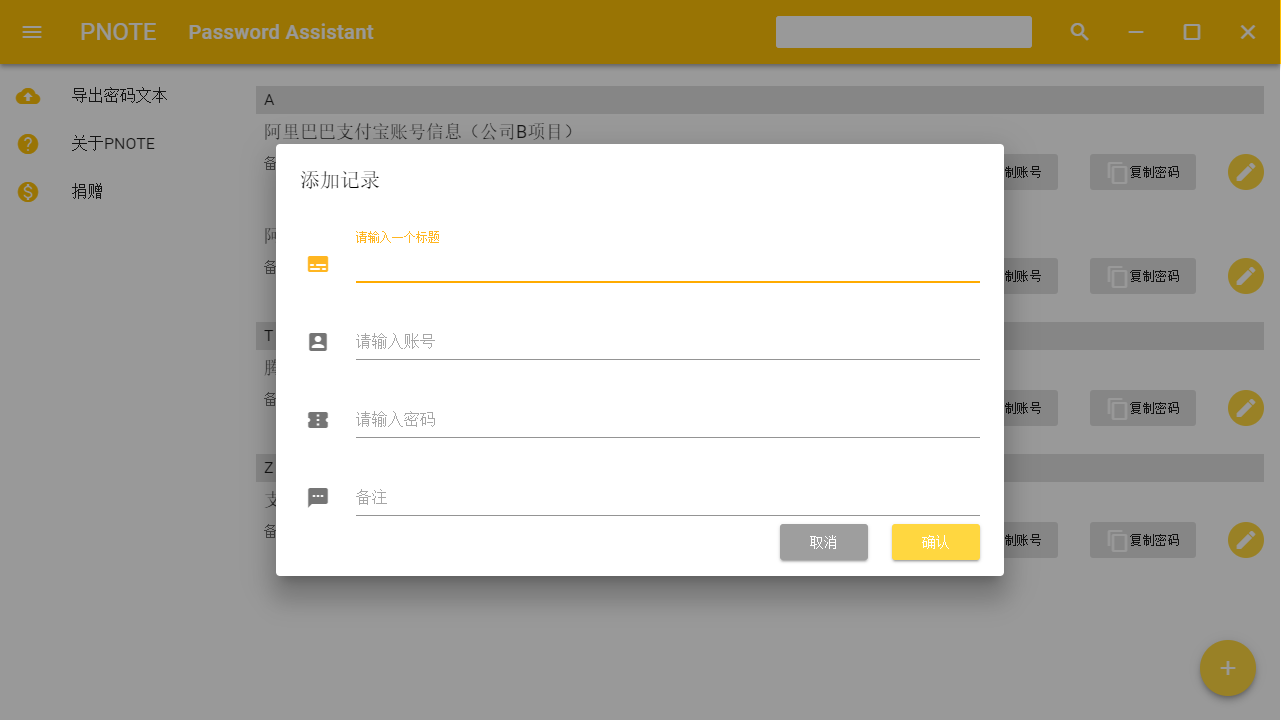 PNOTE Password Assistant
导出密码文本
关于PNOTE
捐赠
A
阿里巴巴支付宝账号信息（公司B项目）
备
制账号
复制密码
阿
备
制账号
复制密码
T
腾
备
制账号
复制密码
Z
支
备
制账号
复制密码
添加记录
请输入一个标题
请输入账号
请输入密码
备注
取消
确认